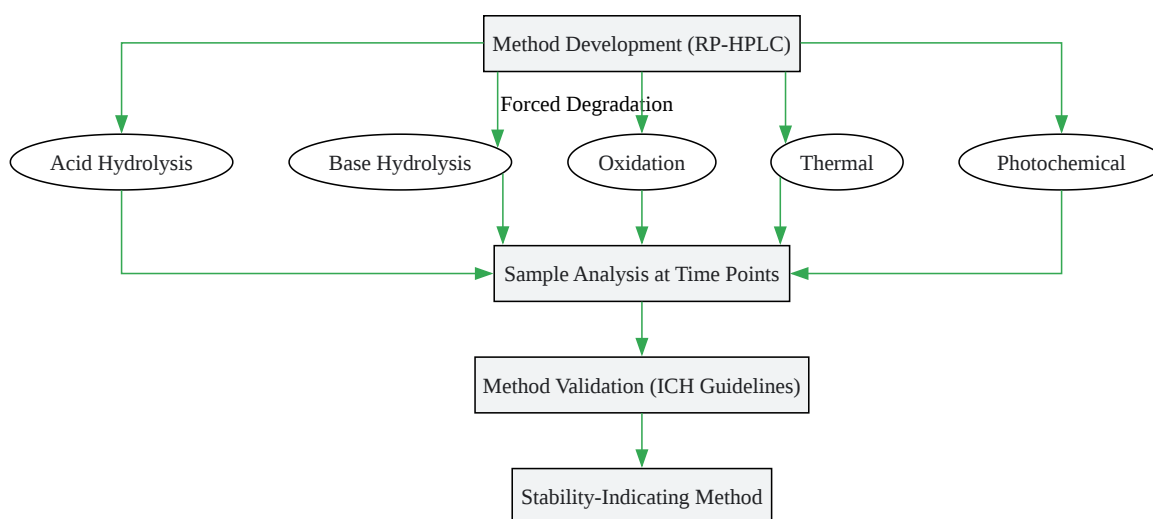 Method Development (RP-HPLC)
Forced Degradation
Acid Hydrolysis
Base Hydrolysis
Oxidation
Thermal
Photochemical
Sample Analysis at Time Points
Method Validation (ICH Guidelines)
Stability-Indicating Method